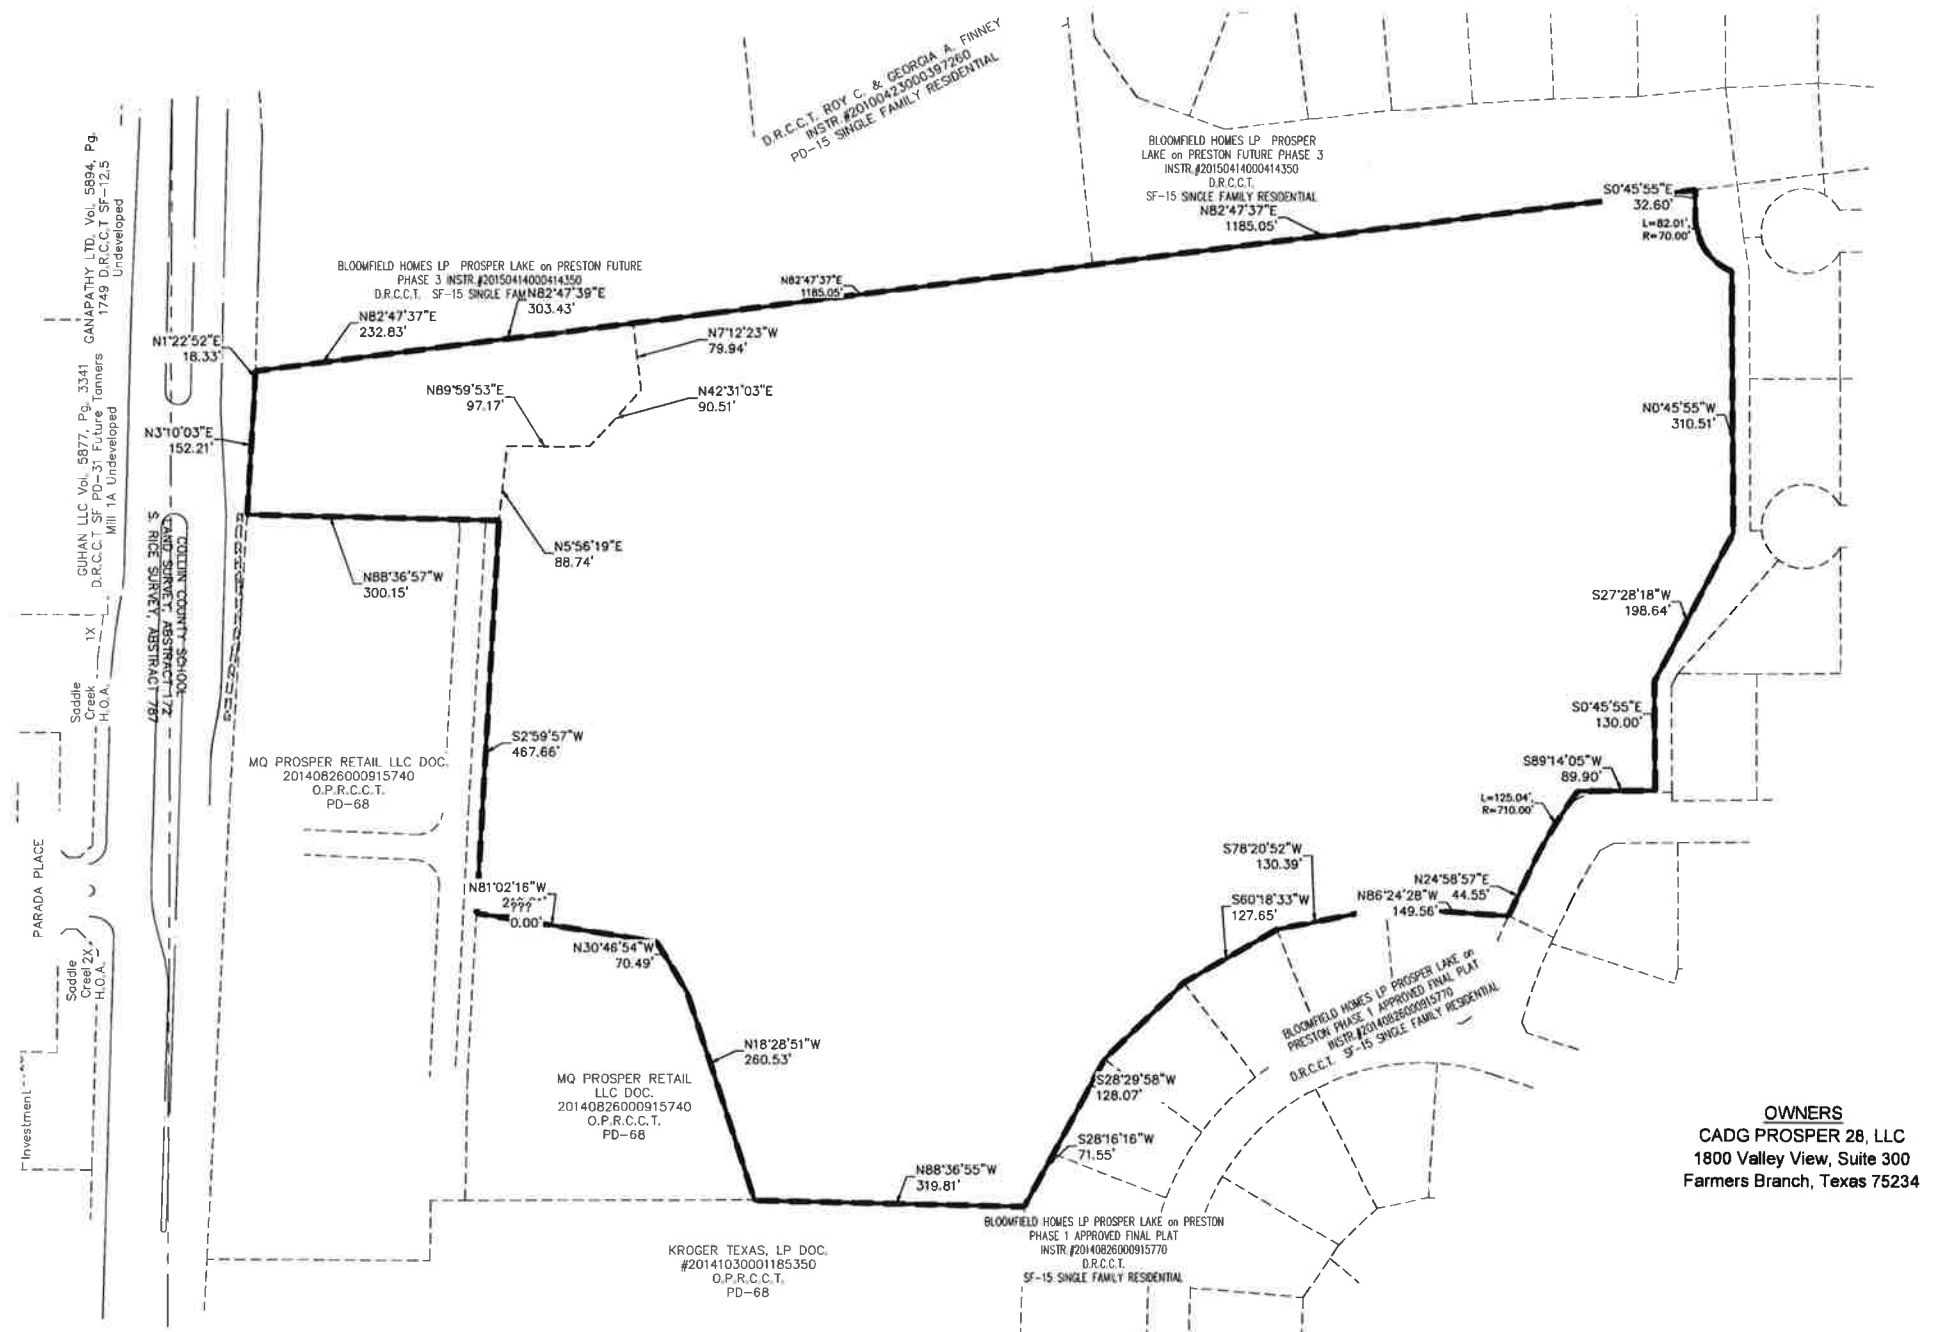 D.R.C.C.T. ROY C. & GEORGIA A. FINNEY
INSTR.#20100423000397260
PD-15 SINGLE FAMILY RESIDENTIAL
BLOOMFIELD HOMES LP PROSPER
LAKE on PRESTON FUTURE PHASE 3
INSTR.#20150414000414350
D.R.C.C.T.
SF-15 SINGLE FAMILY RESIDENTIAL
N82°47'37"E
1185.05'
S0°45'55"E
32.60'
L=82.01'
R=70.00'
GANAPATHY LTD. Vol. 5894, Pg.
1749 D.R.C.C.T SF-12.5
Undeveloped
BLOOMFIELD HOMES LP PROSPER LAKE on PRESTON FUTURE
PHASE 3 INSTR.#20150414000414350
D.R.C.C.T. SF-15 SINGLE FAM
N82°47'39"E
303.43'
N82°47'37"E
1185.05'
N82°47'37"E
232.83'
N1°22'52"E
18.33'
N7°12'23"W
79.94'
N89°59'53"E
97.17'
N42°31'03"E
90.51'
N3°10'03"E
152.21'
N0°45'55"W
310.51'
GUHAN LLC Vol. 5877, Pg. 3341
D.R.C.C.T SF PD-31 Future Tanners
Mill 1A Undeveloped
COLLIN COUNTY SCHOOL
LAND SURVEY, ABSTRACT 172
S. RICE SURVEY, ABSTRACT 787
N5°56'19"E
88.74'
N88°36'57"W
300.15'
S27°28'18"W
198.64'
Saddle
Creek 1X
H.O.A.
S0°45'55"E
130.00'
S2°59'57"W
467.66'
MQ PROSPER RETAIL LLC DOC.
20140826000915740
O.P.R.C.C.T.
PD-68
S89°14'05"W
89.90'
L=125.04'
R=710.00'
S78°20'52"W
130.39'
PARADA PLACE
N81°02'16"W
???
0.00'
S60°18'33"W
127.65'
N86°24'28"W
149.56'
N24°58'57"E
44.55'
N30°46'54"W
70.49'
Saddle
Creel 2X
H.O.A.
BLOOMFIELD HOMES LP PROSPER LAKE on
PRESTON PHASE 1 APPROVED FINAL PLAT
INSTR.#20140826000915770
D.R.C.C.T. SF-15 SINGLE FAMILY RESIDENTIAL
N18°28'51"W
260.53'
S28°29'58"W
128.07'
MQ PROSPER RETAIL
LLC DOC.
20140826000915740
O.P.R.C.C.T.
PD-68
Investment
S28°16'16"W
71.55'
N88°36'55"W
319.81'
OWNERS
CADG PROSPER 28, LLC
1800 Valley View, Suite 300
Farmers Branch, Texas 75234
BLOOMFIELD HOMES LP PROSPER LAKE on PRESTON
PHASE 1 APPROVED FINAL PLAT
INSTR.#20140826000915770
D.R.C.C.T.
SF-15 SINGLE FAMILY RESIDENTIAL
KROGER TEXAS, LP DOC.
#20141030001185350
O.P.R.C.C.T.
PD-68